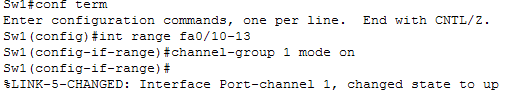 Sw1#conf term
Enter configuration commands, one per line.  End with CNTL/Z.
Sw1(config)#int range fa0/10-13
Sw1(config-if-range)#channel-group 1 mode on
Sw1(config-if-range)#
%LINK-5-CHANGED: Interface Port-channel 1, changed state to up